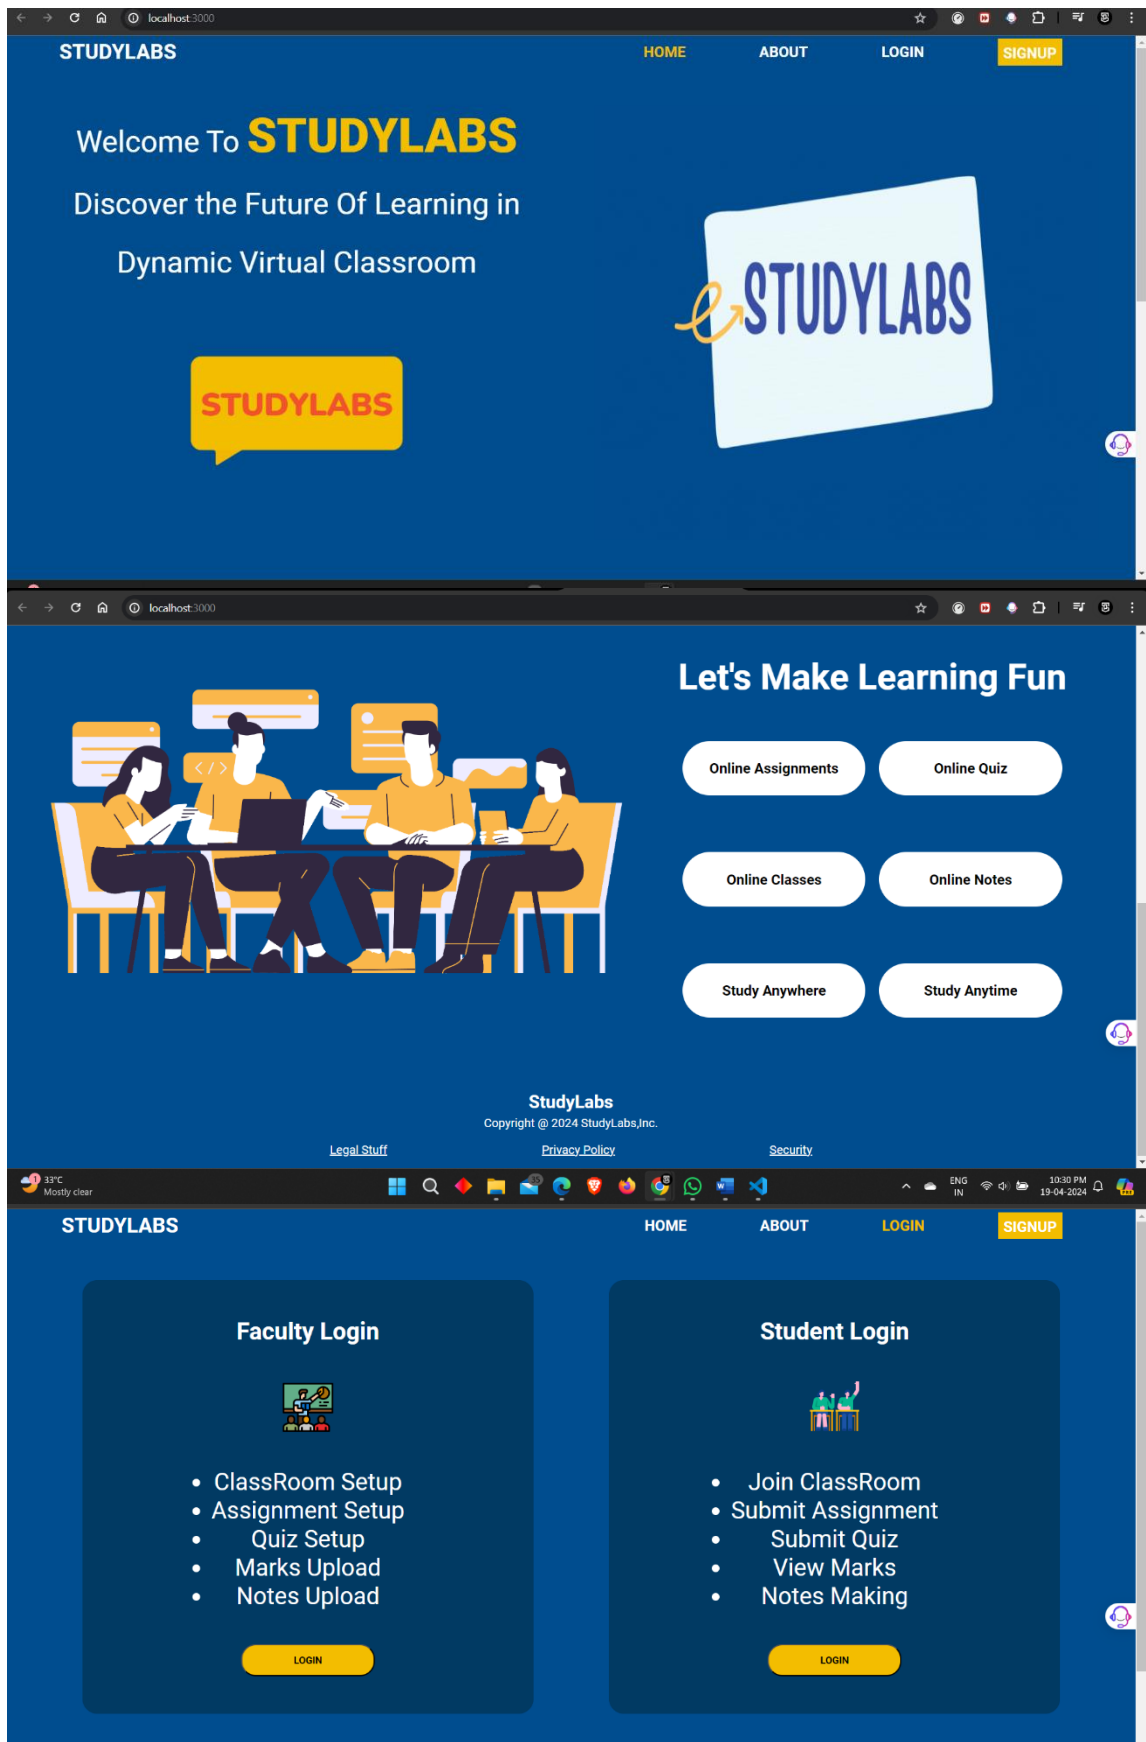 localhost:3000
STUDYLABS HOME ABOUT LOGIN SIGNUP
Welcome To STUDYLABS
Discover the Future Of Learning in
Dynamic Virtual Classroom
STUDYLABS
e STUDYLABS
localhost:3000
Let's Make Learning Fun
</>
Online Assignments Online Quiz
Online Classes Online Notes
Study Anywhere Study Anytime
StudyLabs
Copyright @ 2024 StudyLabs,Inc.
Legal Stuff Privacy Policy Security
1 33°C
Mostly clear
35
ENG
IN
10:30 PM
19-04-2024
STUDYLABS HOME ABOUT LOGIN SIGNUP
Faculty Login
• ClassRoom Setup
• Assignment Setup
• Quiz Setup
• Marks Upload
• Notes Upload
LOGIN
Student Login
• Join ClassRoom
• Submit Assignment
• Submit Quiz
• View Marks
• Notes Making
LOGIN